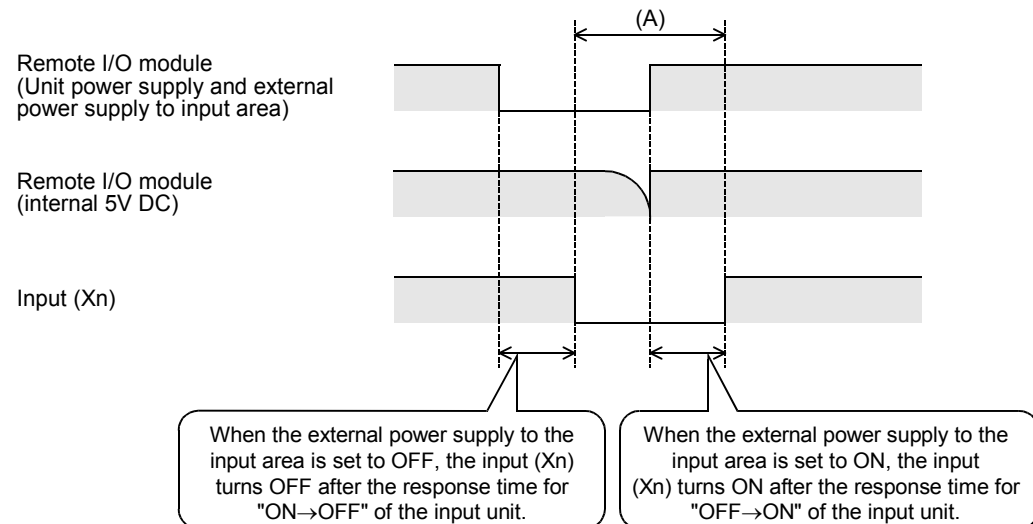 (A)
Remote I/O module
(Unit power supply and external
power supply to input area)
Remote I/O module
(internal 5V DC)
Input (Xn)
When the external power supply to the
input area is set to OFF, the input (Xn)
turns OFF after the response time for
"ON→OFF" of the input unit.
When the external power supply to the
input area is set to ON, the input
(Xn) turns ON after the response time for
"OFF→ON" of the input unit.